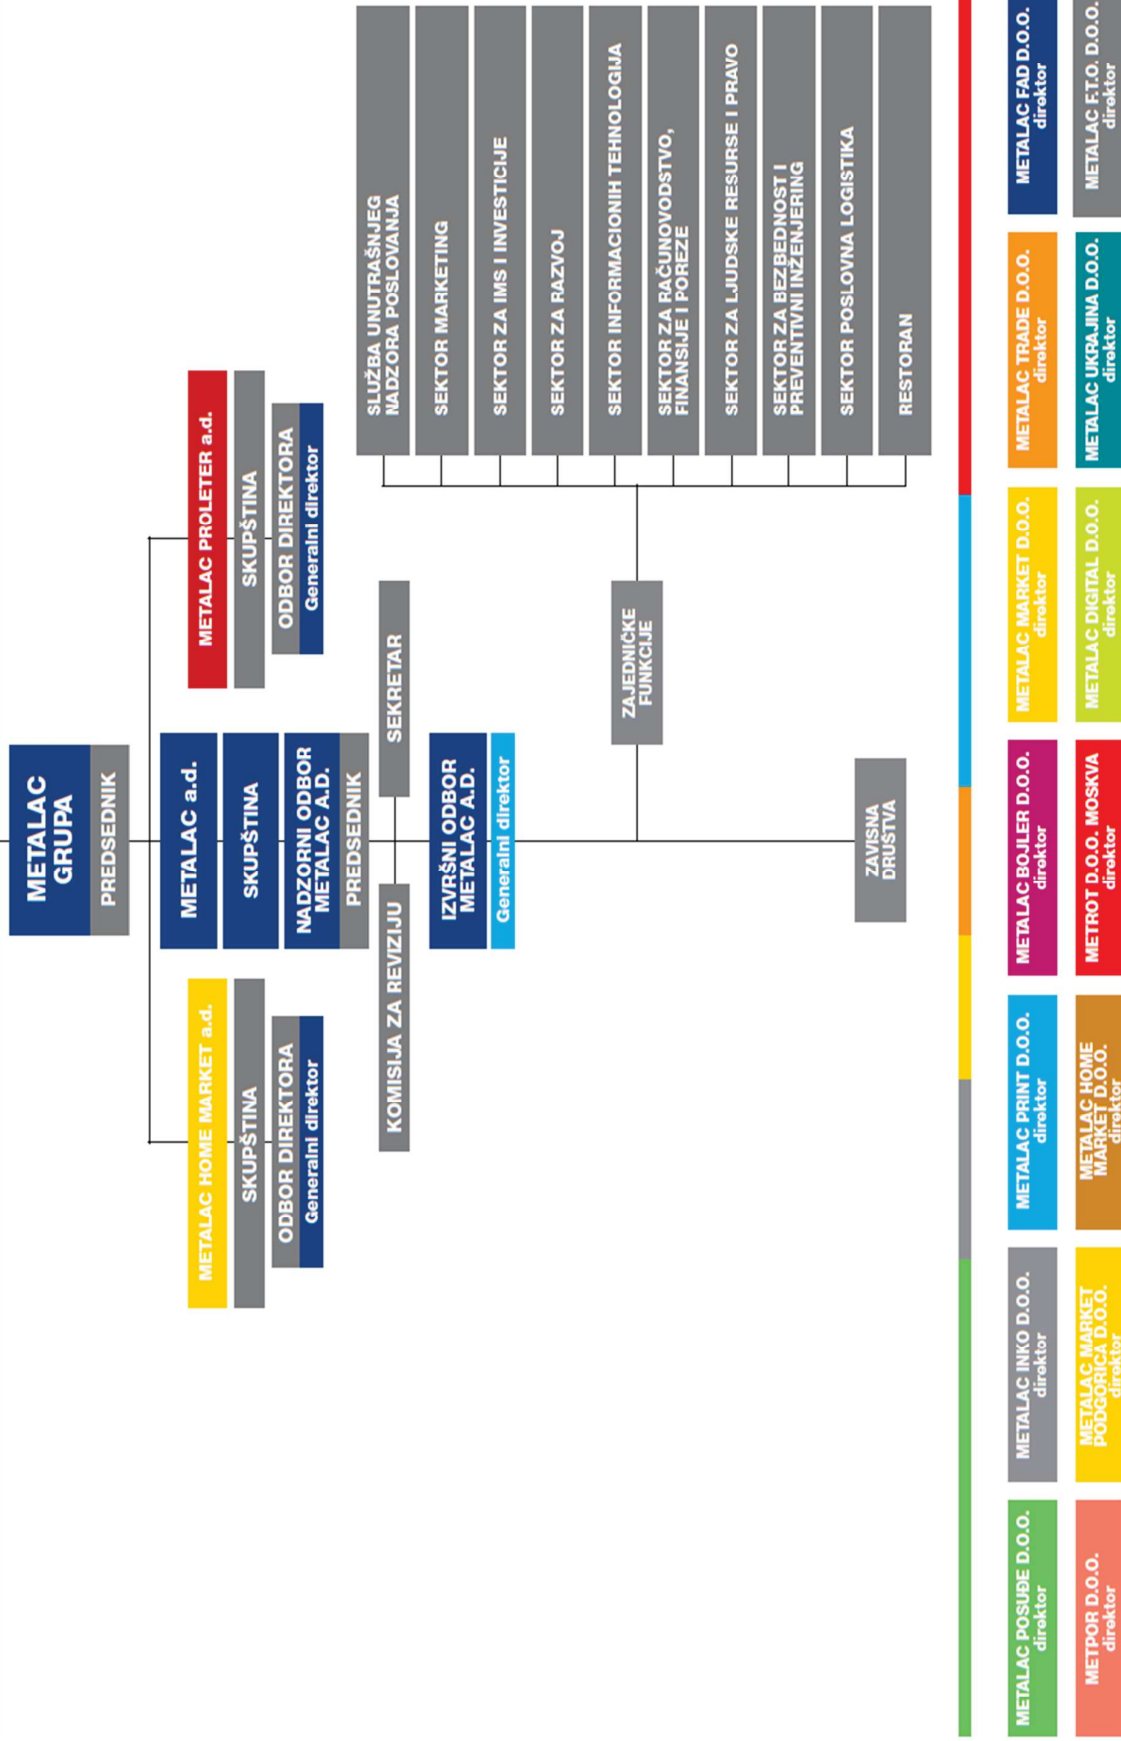 METALAC
GRUPA
PREDSEDNIK
METALAC HOME MARKET a.d.
SKUPŠTINA
ODBOR DIREKTORA
Generalni direktor
METALAC a.d.
SKUPŠTINA
NADZORNI ODBOR
METALAC A.D.
PREDSEDNIK
METALAC PROLETER a.d.
SKUPŠTINA
ODBOR DIREKTORA
Generalni direktor
KOMISIJA ZA REVIZIJU
SEKRETAR
IZVRŠNI ODBOR
METALAC A.D.
Generalni direktor
ZAJEDNIČKE
FUNKCIJE
SLUŽBA UNUTRAŠNJEG
NADZORA POSLOVANJA
SEKTOR MARKETING
SEKTOR ZA IMS I INVESTICIJE
SEKTOR ZA RAZVOJ
SEKTOR INFORMACIONIH TEHNOLOGIJA
SEKTOR ZA RAČUNOVODSTVO,
FINANSIJE I POREZE
SEKTOR ZA LJUDSKE RESURSE I PRAVO
SEKTOR ZA BEZBEDNOST I
PREVENTIVNI INŽENJERING
SEKTOR POSLOVNA LOGISTIKA
RESTORAN
ZAVISNA
DRUŠTVA
METALAC POSUĐE D.O.O.
direktor
METALAC INKO D.O.O.
direktor
METALAC PRINT D.O.O.
direktor
METALAC BOJLER D.O.O.
direktor
METALAC MARKET D.O.O.
direktor
METALAC TRADE D.O.O.
direktor
METALAC FAD D.O.O.
direktor
METPOR D.O.O.
direktor
METALAC MARKET
PODGORICA D.O.O.
direktor
METALAC HOME
MARKET D.O.O.
direktor
METROT D.O.O. MOSKVA
direktor
METALAC DIGITAL D.O.O.
direktor
METALAC UKRAJINA D.O.O.
direktor
METALAC F.T.O. D.O.O.
direktor